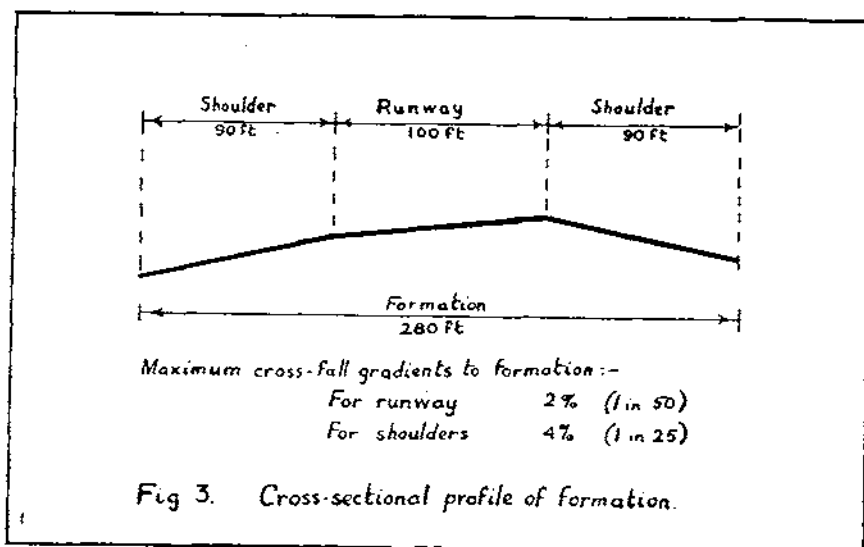 Shoulder Runway Shoulder
90 ft 100 ft 90 ft
Formation
280 ft
Maximum cross-fall gradients to formation :-
For runway 2% (1 in 50)
For shoulders 4% (1 in 25)
Fig 3. Cross-sectional profile of formation.